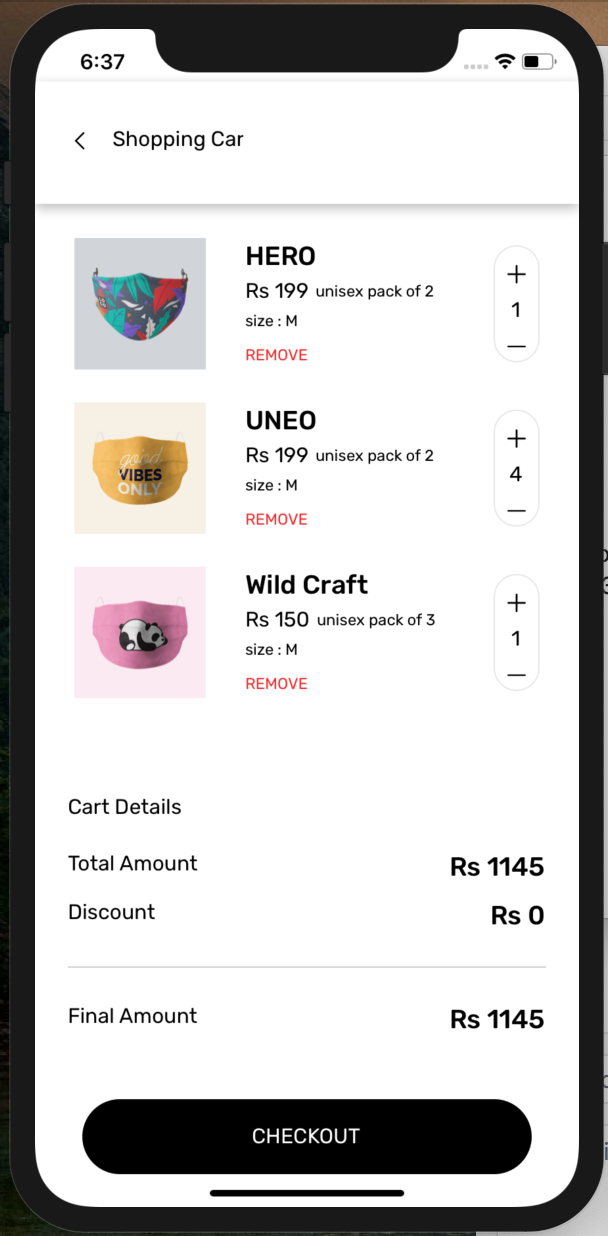 6:37
Shopping Car
HERO
Rs 199 unisex pack of 2
size : M
REMOVE
+
1
—
UNEO
Rs 199 unisex pack of 2
size : M
REMOVE
+
4
—
good
VIBES
ONLY
Wild Craft
Rs 150 unisex pack of 3
size : M
REMOVE
+
1
—
Cart Details
Total Amount Rs 1145
Discount Rs 0
Final Amount Rs 1145
CHECKOUT